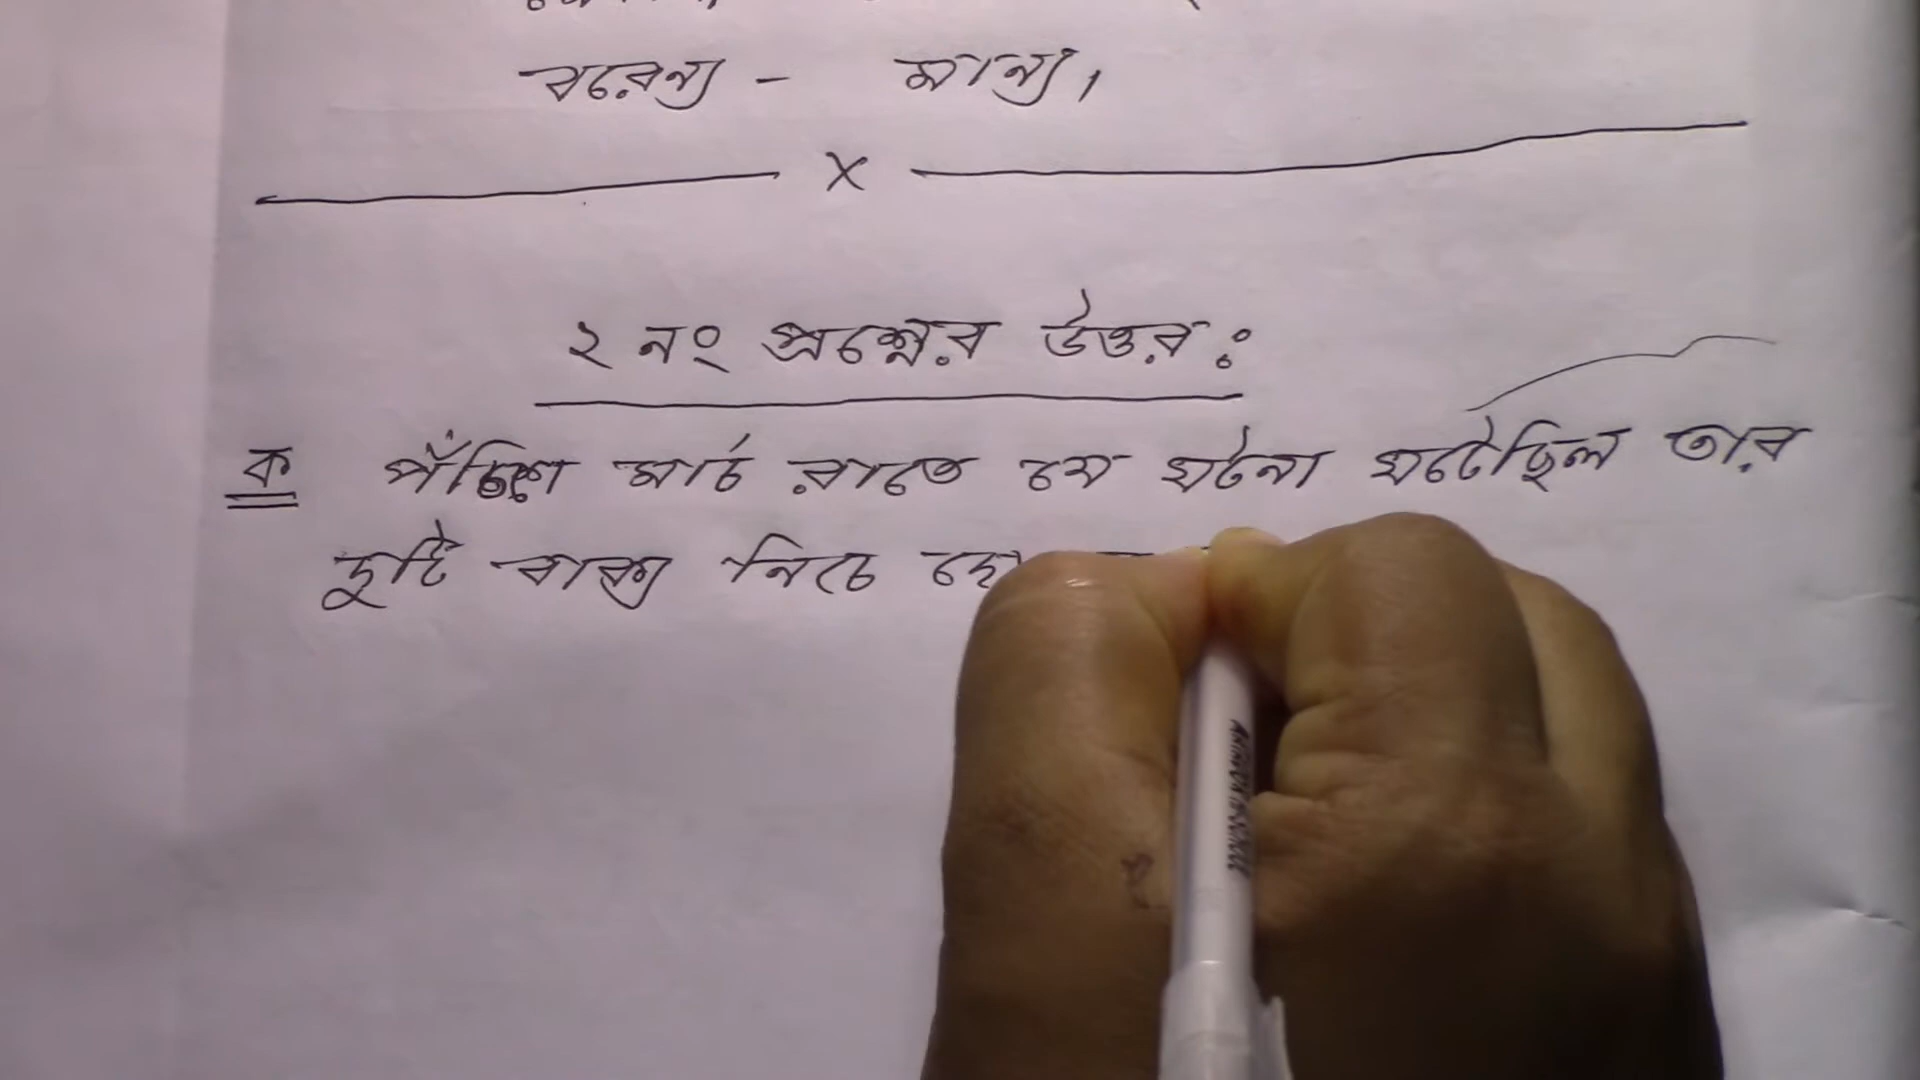 বরেণ্য - মান্য।
x
২ নং প্রশ্নের উত্তর:
ক পঁচিশে মার্চ রাতে যে ঘটনা ঘটেছিল তার
দুটি বাক্য নিচে